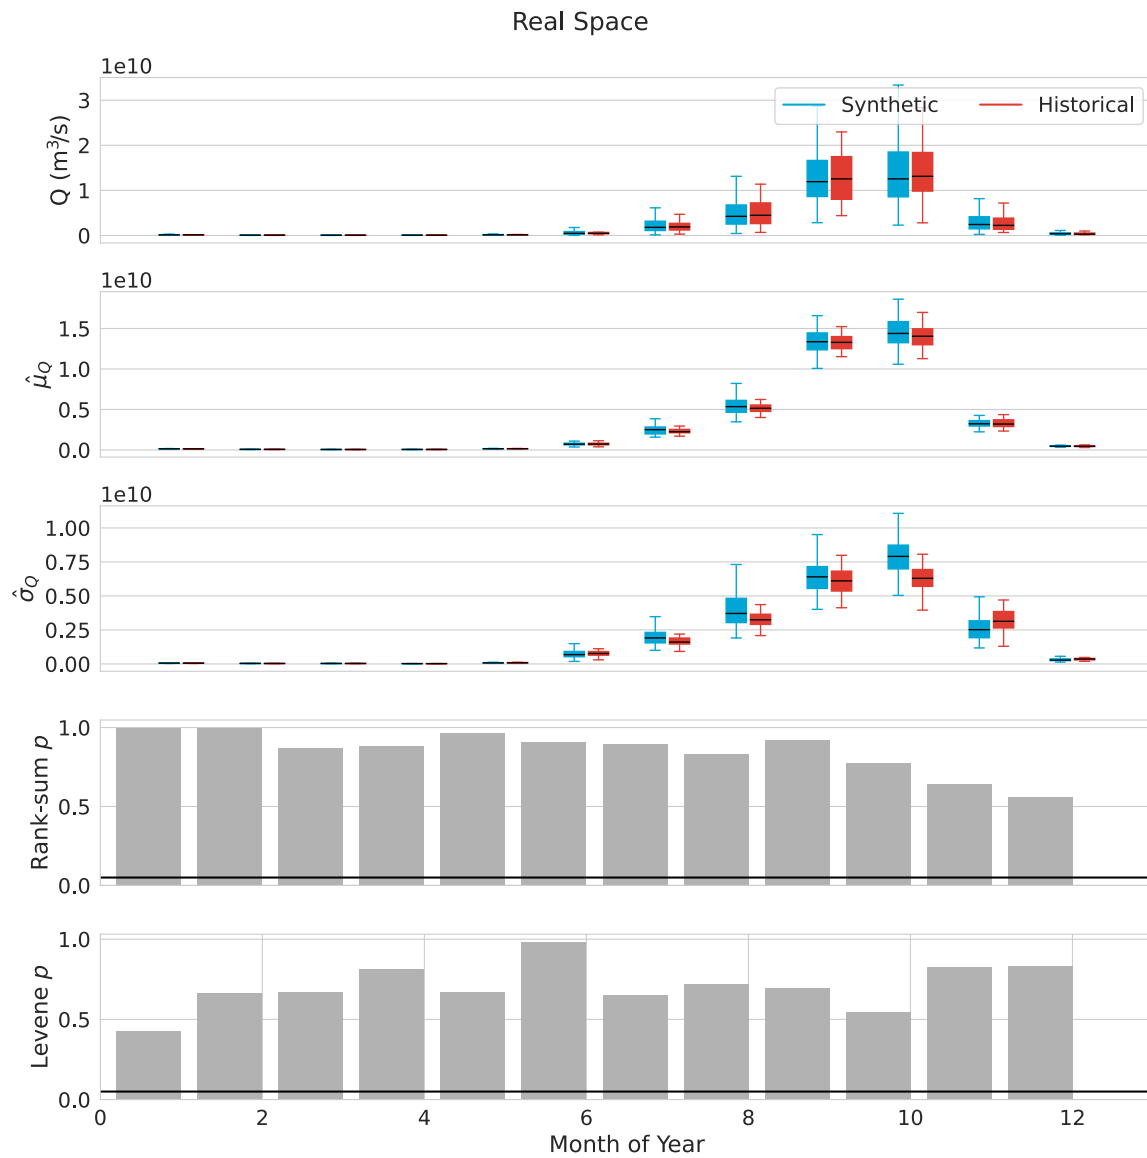 Real Space
1e10
Q (m³/s)
3
2
1
0
Synthetic
Historical
1e10
μ̂_Q
1.5
1.0
0.5
0.0
1e10
σ̂_Q
1.00
0.75
0.50
0.25
0.00
Rank-sum p
1.0
0.5
0.0
Levene p
1.0
0.5
0.0
0 2 4 6 8 10 12
Month of Year